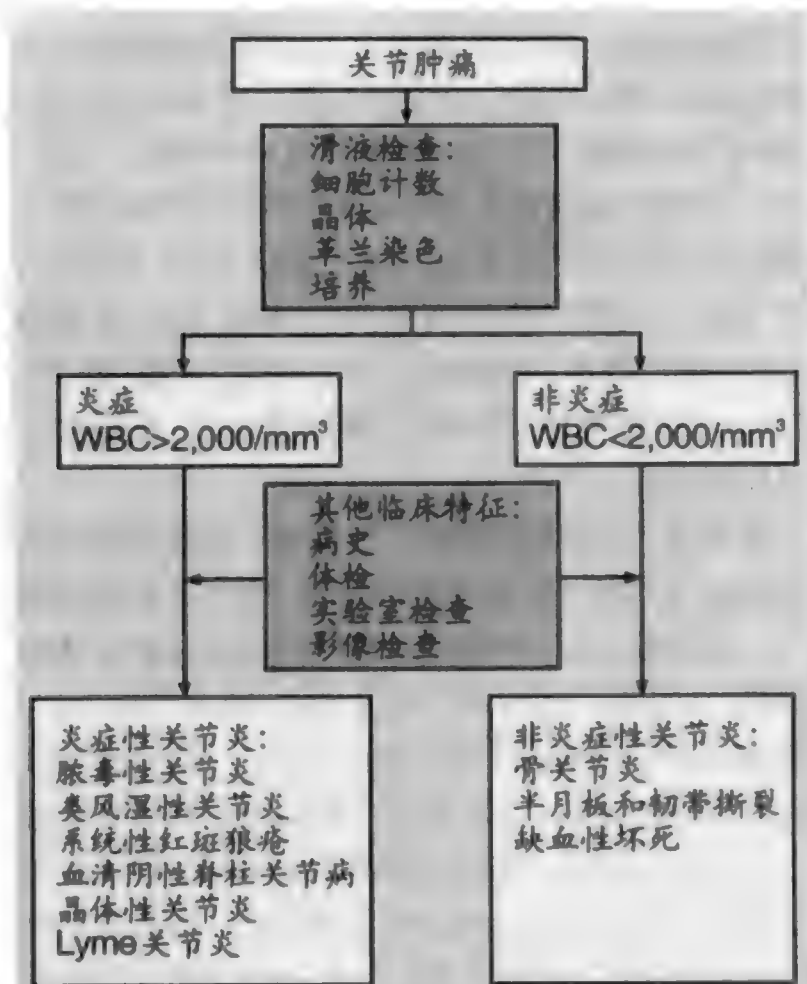 关节肿痛
滑液检查:
细胞计数
晶体
革兰染色
培养
炎症
WBC>2,000/mm³
非炎症
WBC<2,000/mm³
其他临床特征:
病史
体检
实验室检查
影像检查
炎症性关节炎:
脓毒性关节炎
类风湿性关节炎
系统性红斑狼疮
血清阴性脊柱关节病
晶体性关节炎
Lyme关节炎
非炎症性关节炎:
骨关节炎
半月板和韧带撕裂
缺血性坏死